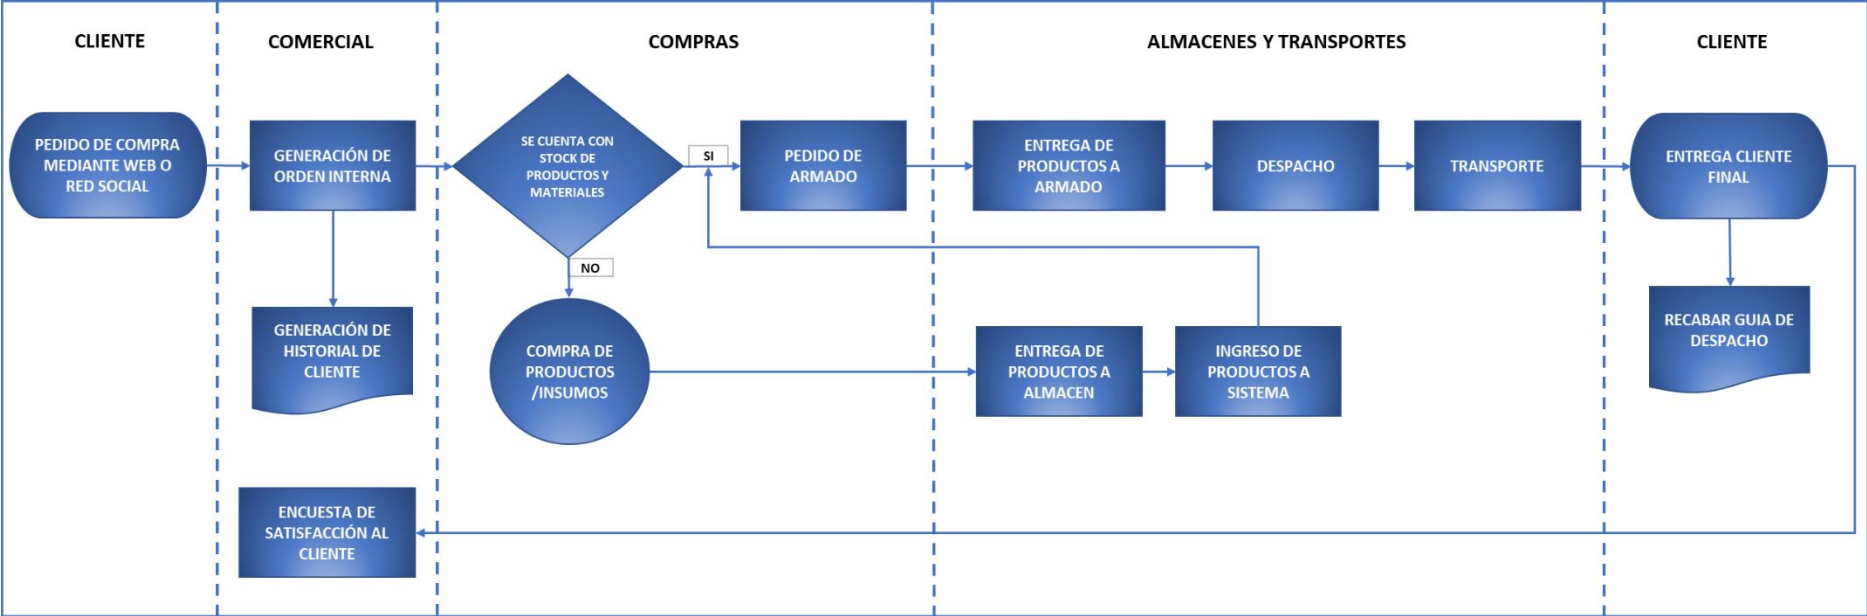 CLIENTE
COMERCIAL
COMPRAS
ALMACENES Y TRANSPORTES
CLIENTE
PEDIDO DE COMPRA
MEDIANTE WEB O
RED SOCIAL
GENERACIÓN DE
ORDEN INTERNA
SE CUENTA CON
STOCK DE
PRODUCTOS Y
MATERIALES
SI
PEDIDO DE
ARMADO
ENTREGA DE
PRODUCTOS A
ARMADO
DESPACHO
TRANSPORTE
ENTREGA CLIENTE
FINAL
NO
GENERACIÓN DE
HISTORIAL DE
CLIENTE
COMPRA DE
PRODUCTOS
/INSUMOS
ENTREGA DE
PRODUCTOS A
ALMACEN
INGRESO DE
PRODUCTOS A
SISTEMA
RECABAR GUIA DE
DESPACHO
ENCUESTA DE
SATISFACCIÓN AL
CLIENTE